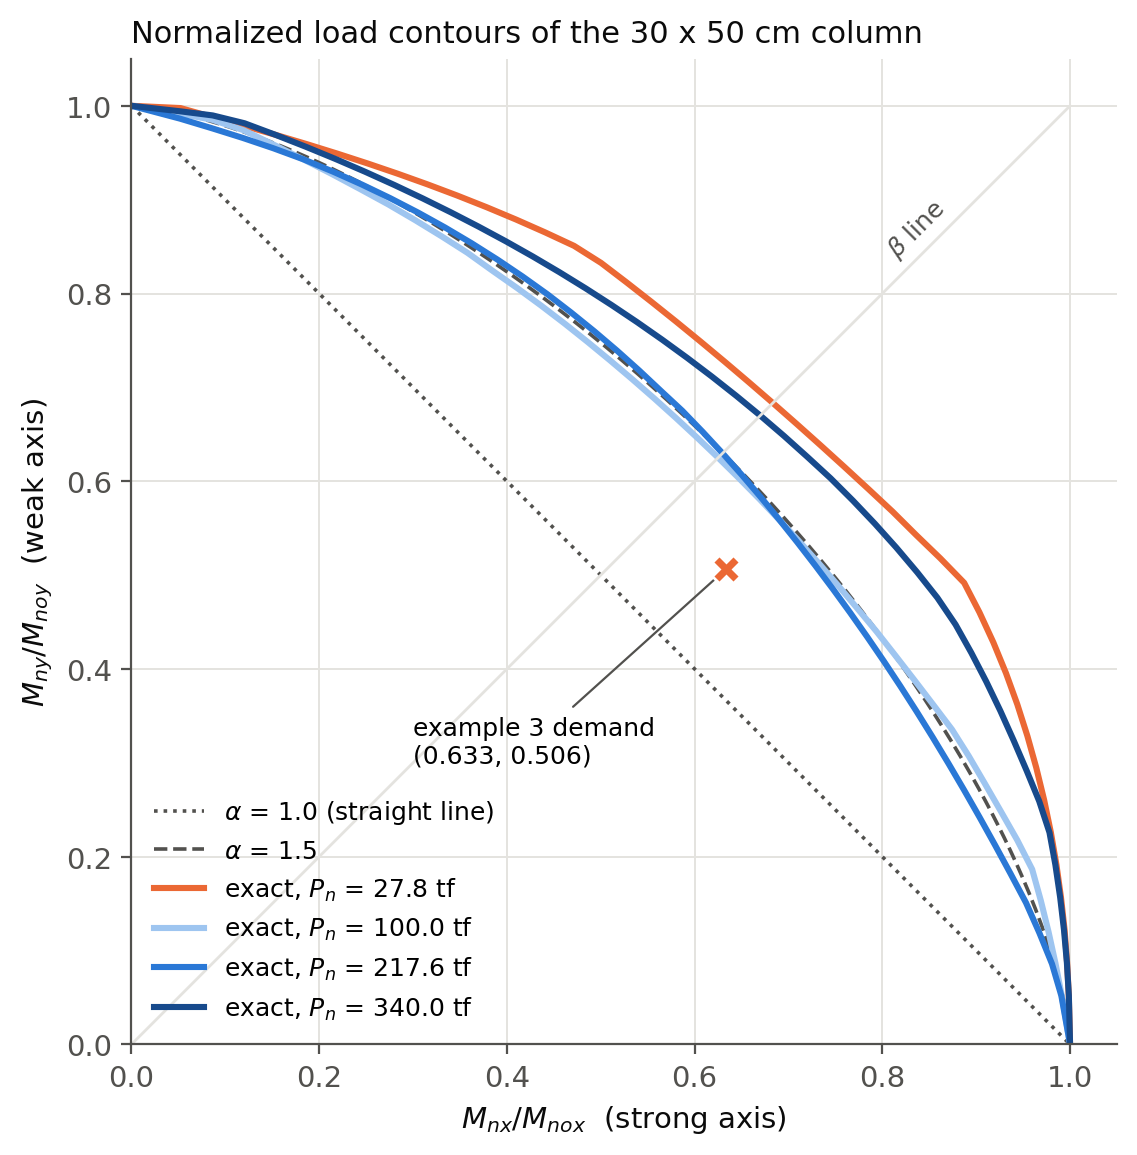 Normalized load contours of the 30 x 50 cm column
1.0
0.8
0.6
0.4
0.2
0.0
M_ny/M_noy (weak axis)
β line
example 3 demand
(0.633, 0.506)
α = 1.0 (straight line)
α = 1.5
exact, P_n = 27.8 tf
exact, P_n = 100.0 tf
exact, P_n = 217.6 tf
exact, P_n = 340.0 tf
0.0 0.2 0.4 0.6 0.8 1.0
M_nx/M_nox (strong axis)